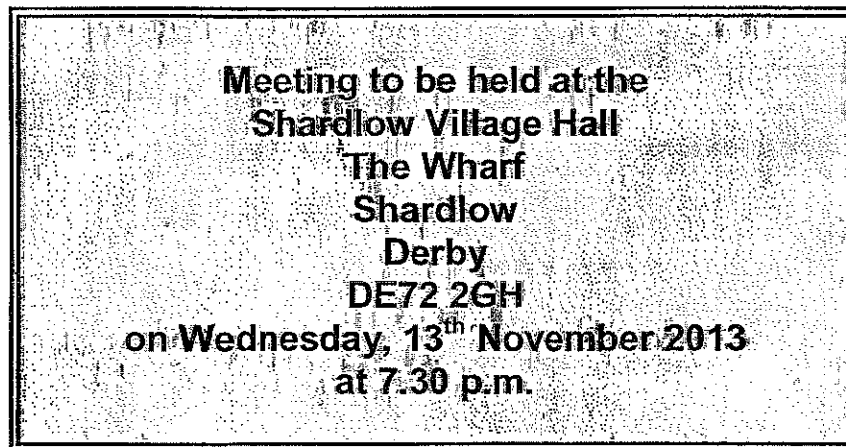 Meeting to be held at the
Shardlow Village Hall
The Wharf
Shardlow
Derby
DE72 2GH
on Wednesday, 13th November 2013
at 7.30 p.m.